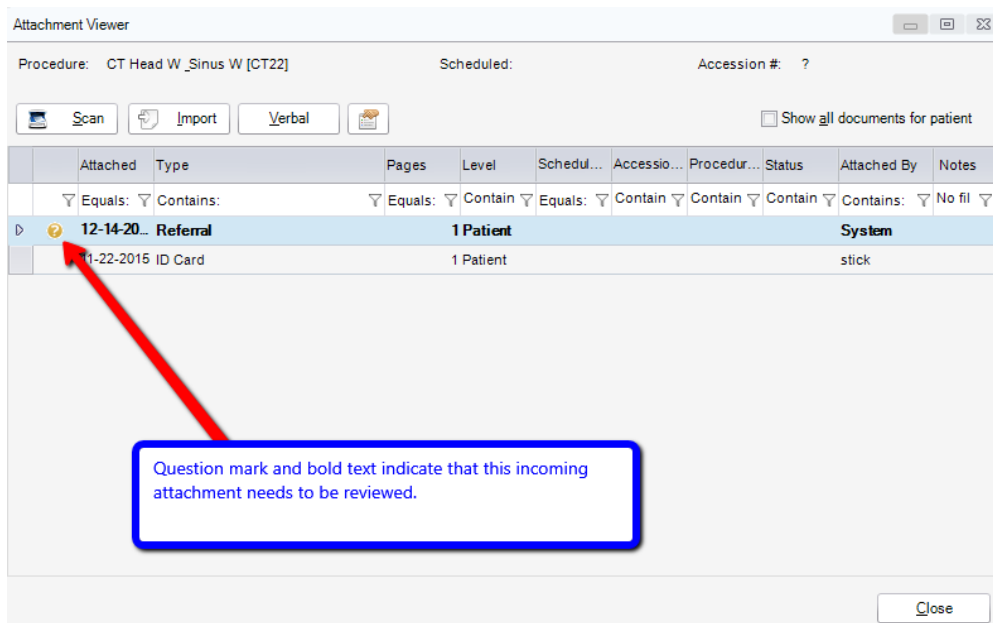 Attachment Viewer
Procedure: CT Head W _Sinus W [CT22] Scheduled: Accession #: ?
Scan Import Verbal Show all documents for patient
Attached Type Pages Level Schedul... Accessio... Procedur... Status Attached By Notes
Equals: Contains: Equals: Contain Equals: Contain Contain Contain Contains: No fil
12-14-20... Referral 1 Patient System
1-22-2015 ID Card 1 Patient stick
Question mark and bold text indicate that this incoming
attachment needs to be reviewed.
Close